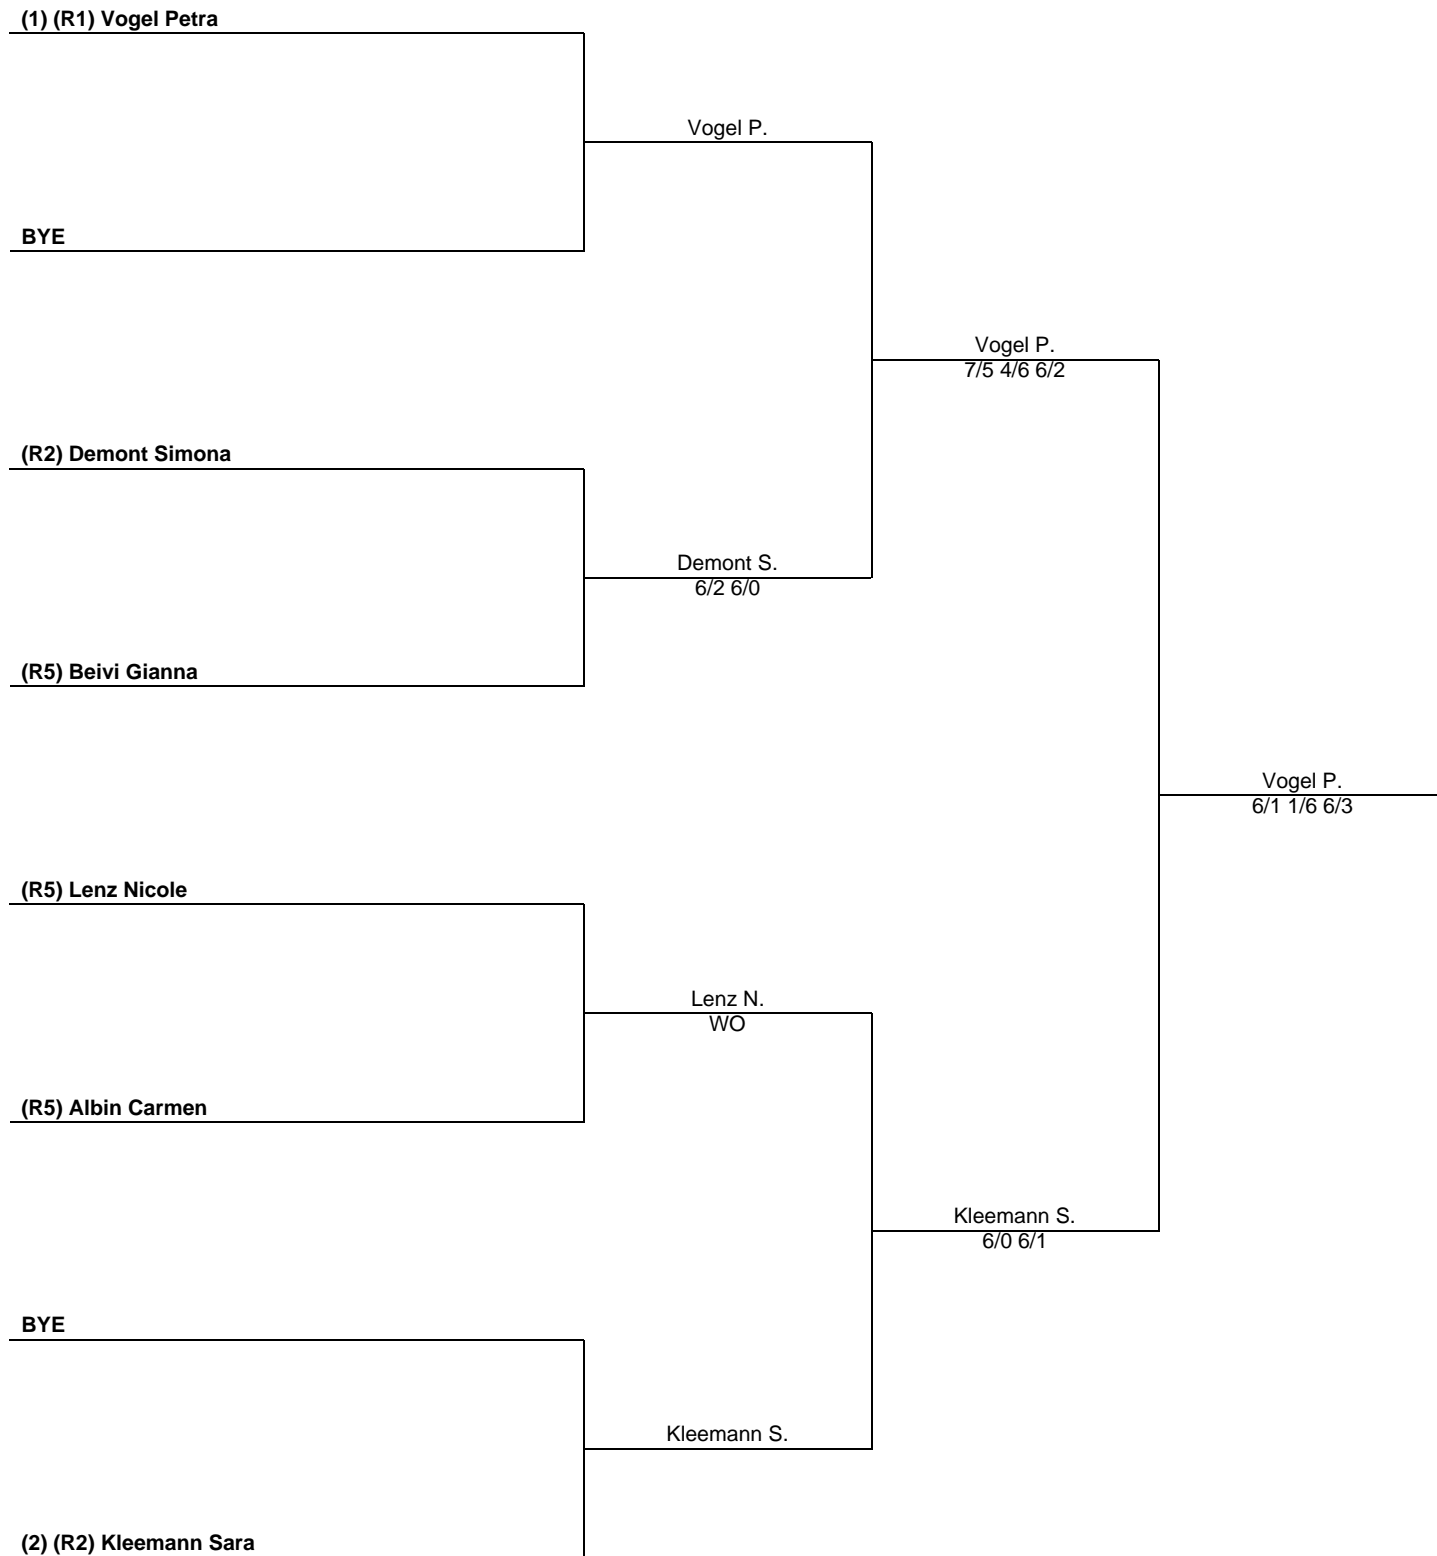 (1) (R1) Vogel Petra
Vogel P.
BYE
Vogel P.
7/5 4/6 6/2
(R2) Demont Simona
Demont S.
6/2 6/0
(R5) Beivi Gianna
Vogel P.
6/1 1/6 6/3
(R5) Lenz Nicole
Lenz N.
WO
(R5) Albin Carmen
Kleemann S.
6/0 6/1
BYE
Kleemann S.
(2) (R2) Kleemann Sara